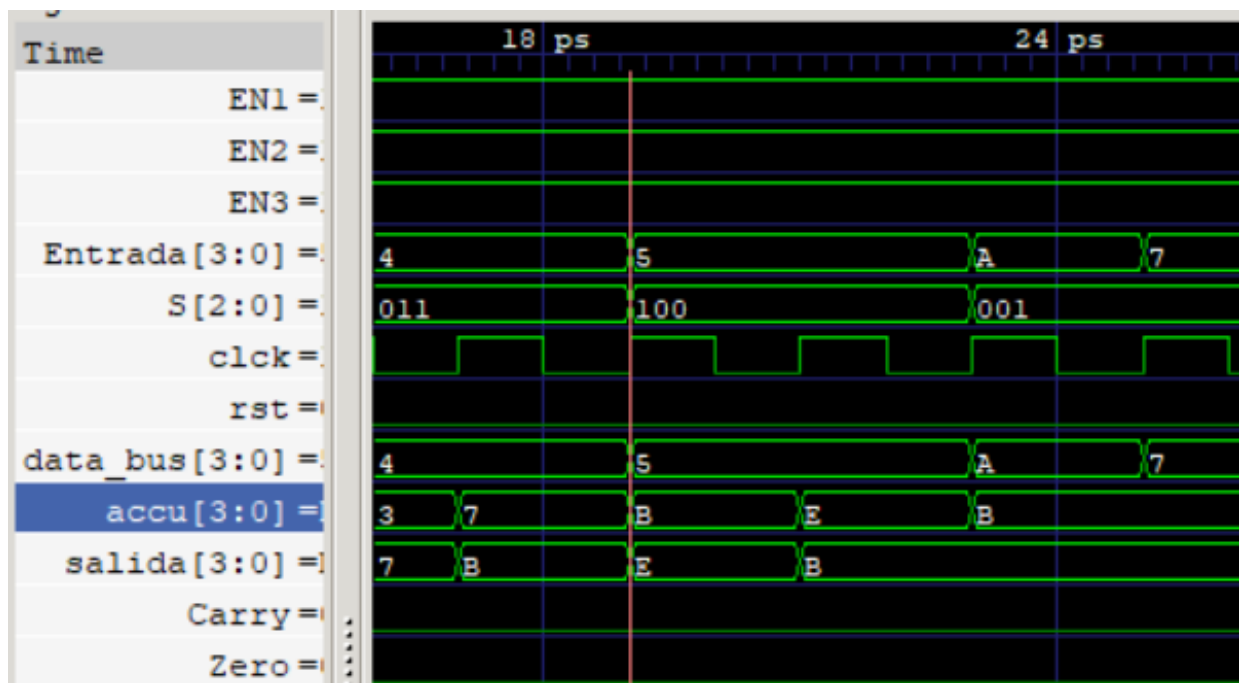 18 ps 24 ps
Time
EN1 =
EN2 =
EN3 =
Entrada[3:0] = 4 5 A 7
S[2:0] = 011 100 001
clck =
rst =
data_bus[3:0] = 4 5 A 7
accu[3:0] = 3 7 B E B
salida[3:0] = 7 B E B
Carry =
Zero =